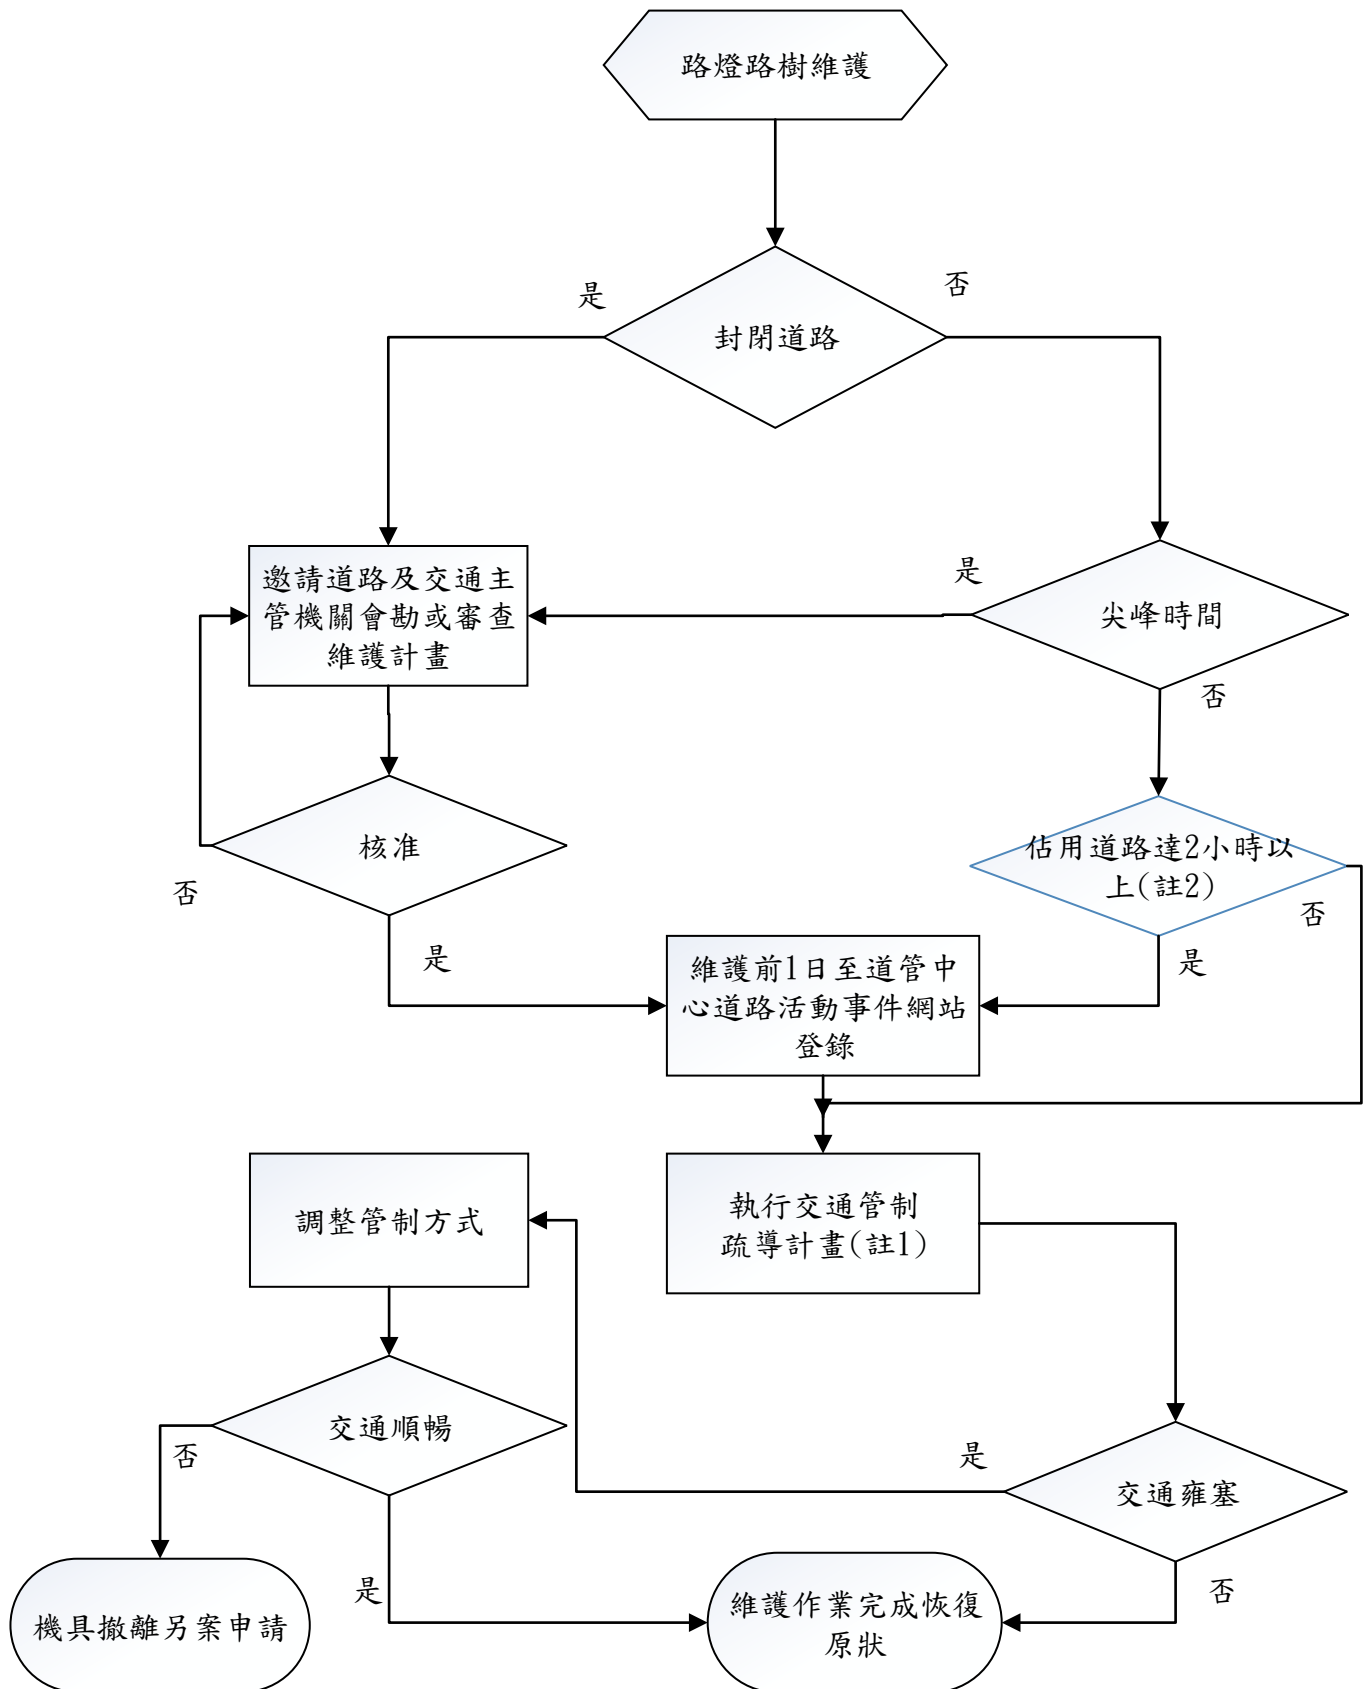 路燈路樹維護
是
否
封閉道路
邀請道路及交通主
管機關會勘或審查
維護計畫
是
尖峰時間
否
核准
否
是
佔用道路達2小時以
上(註2)
否
是
維護前1日至道管中
心道路活動事件網站
登錄
調整管制方式
執行交通管制
疏導計畫(註1)
交通順暢
否
是
是
交通雍塞
否
機具撤離另案申請
維護作業完成恢復
原狀